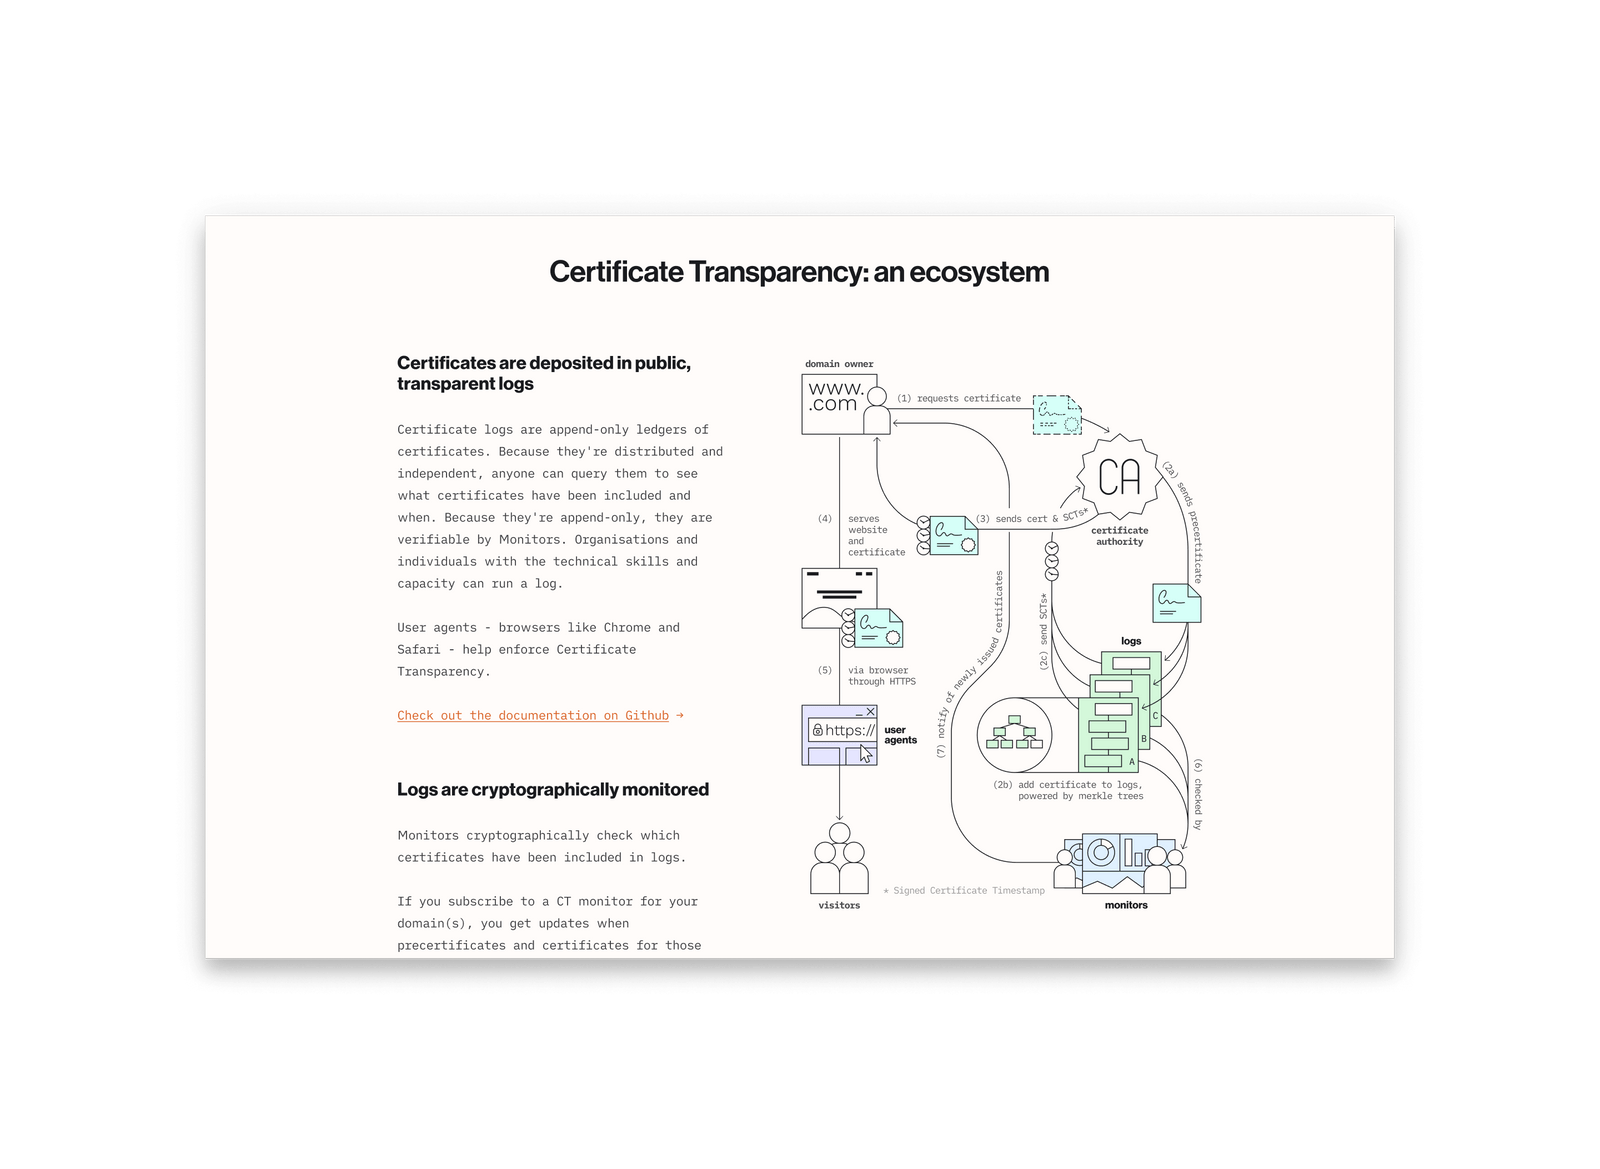 Certificate Transparency: an ecosystem
Certificates are deposited in public,
transparent logs
Certificate logs are append-only ledgers of
certificates. Because they're distributed and
independent, anyone can query them to see
what certificates have been included and
when. Because they're append-only, they are
verifiable by Monitors. Organisations and
individuals with the technical skills and
capacity can run a log.
User agents - browsers like Chrome and
Safari - help enforce Certificate
Transparency.
Check out the documentation on Github →
Logs are cryptographically monitored
Monitors cryptographically check which
certificates have been included in logs.
If you subscribe to a CT monitor for your
domain(s), you get updates when
precertificates and certificates for those
domain owner
www.
.com
(1) requests certificate
CA
certificate
authority
(2a) sends precertificate
(3) sends cert & SCTs*
(4) serves
website
and
certificate
(5) via browser
through HTTPS
https://
user
agents
visitors
(7) notify of newly issued certificates
(2c) send SCTs*
logs
C
B
A
(2b) add certificate to logs,
powered by merkle trees
(6) checked by
* Signed Certificate Timestamp
monitors